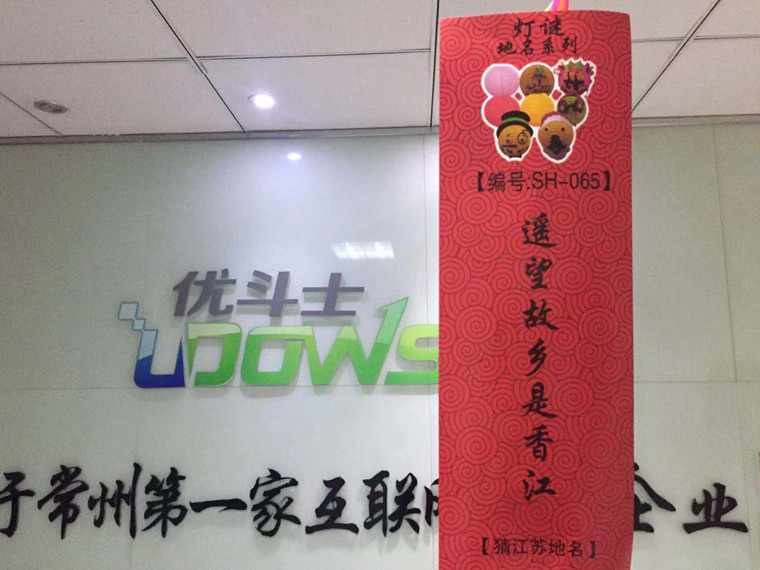 灯谜
地名系列
【编号:SH-065】
遥望故乡是香江
【猜江苏地名】
优斗士
UDOWS
于常州第一家互联
企业